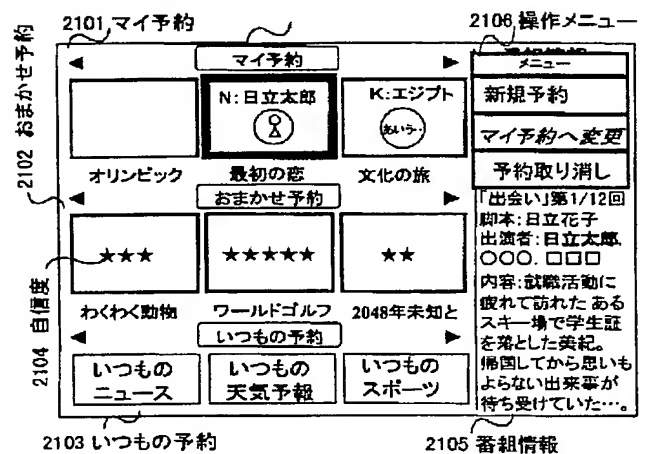 2101 マイ予約
2106 操作メニュー
2102 おまかせ予約
2104 自信度
マイ予約
N:日立太郎
K:エジプト
あいう‥
オリンピック
最初の恋
文化の旅
おまかせ予約
★★★
★★★★★
★★
わくわく動物
ワールドゴルフ
2048年未知と
いつもの予約
いつもの
ニュース
いつもの
天気予報
いつもの
スポーツ
メニュー
新規予約
マイ予約へ変更
予約取り消し
「出会い」第1/12回
脚本:日立花子
出演者:日立太郎,
○○○. □□□
内容:就職活動に
疲れて訪れた ある
スキー場で学生証
を落とした美紀。
帰国してから思いも
よらない出来事が
待ち受けていた…。
2103 いつもの予約
2105 番組情報